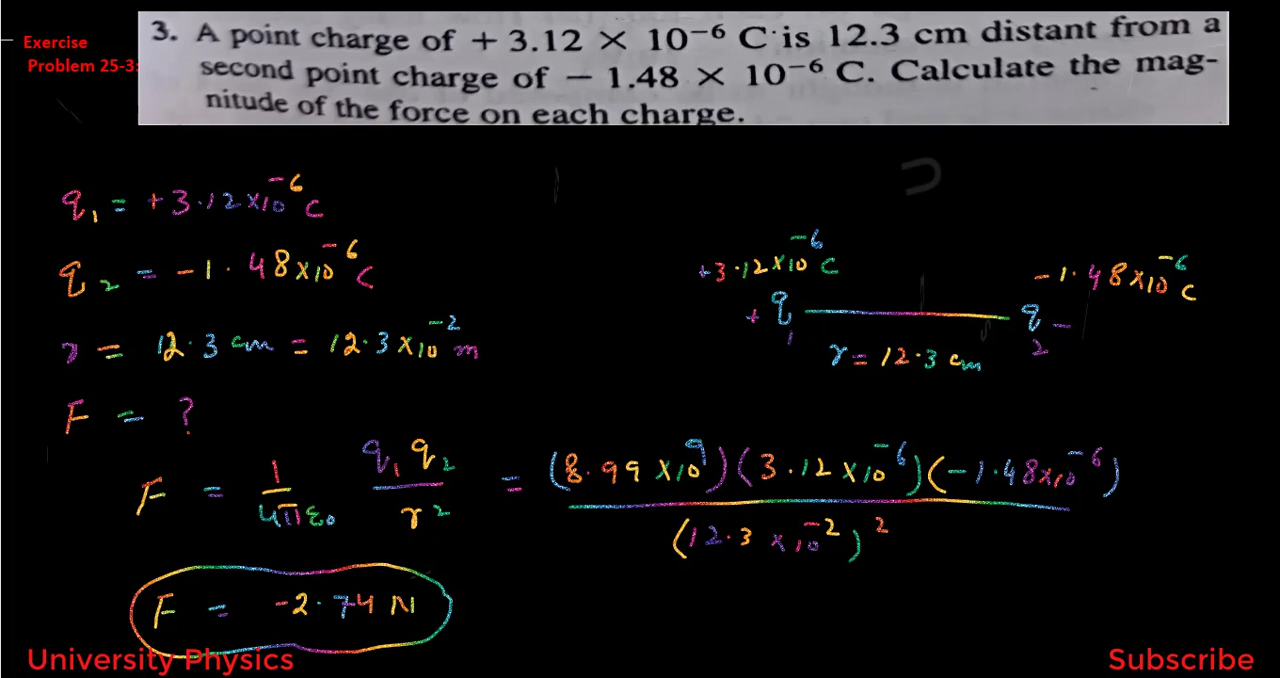 Exercise
Problem 25-3:
3. A point charge of + 3.12 × 10⁻⁶ C is 12.3 cm distant from a
second point charge of − 1.48 × 10⁻⁶ C. Calculate the mag-
nitude of the force on each charge.
q₁ = +3.12×10⁻⁶ C
q₂ = -1.48×10⁻⁶ C
r = 12.3 cm = 12.3×10⁻² m
F = ?
+3.12×10⁻⁶ C
-1.48×10⁻⁶ C
+ q₁ q₂ -
r = 12.3 cm
F = 1/4πε₀ q₁q₂/r² = (8.99×10⁹)(3.12×10⁻⁶)(-1.48×10⁻⁶)/(12.3×10⁻²)²
F = -2.74 N
University Physics
Subscribe